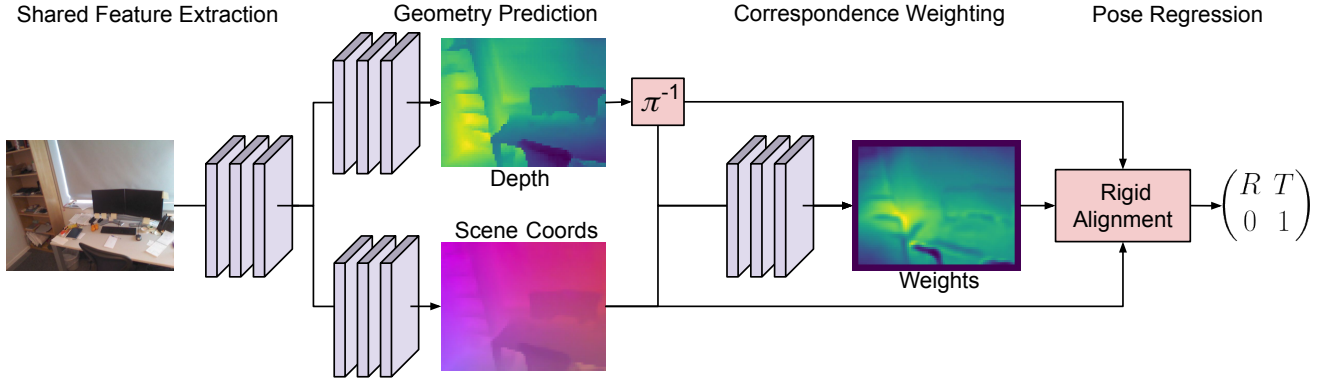 Shared Feature Extraction
Geometry Prediction
Correspondence Weighting
Pose Regression
π⁻¹
Depth
Scene Coords
Weights
Rigid
Alignment
R T
0 1